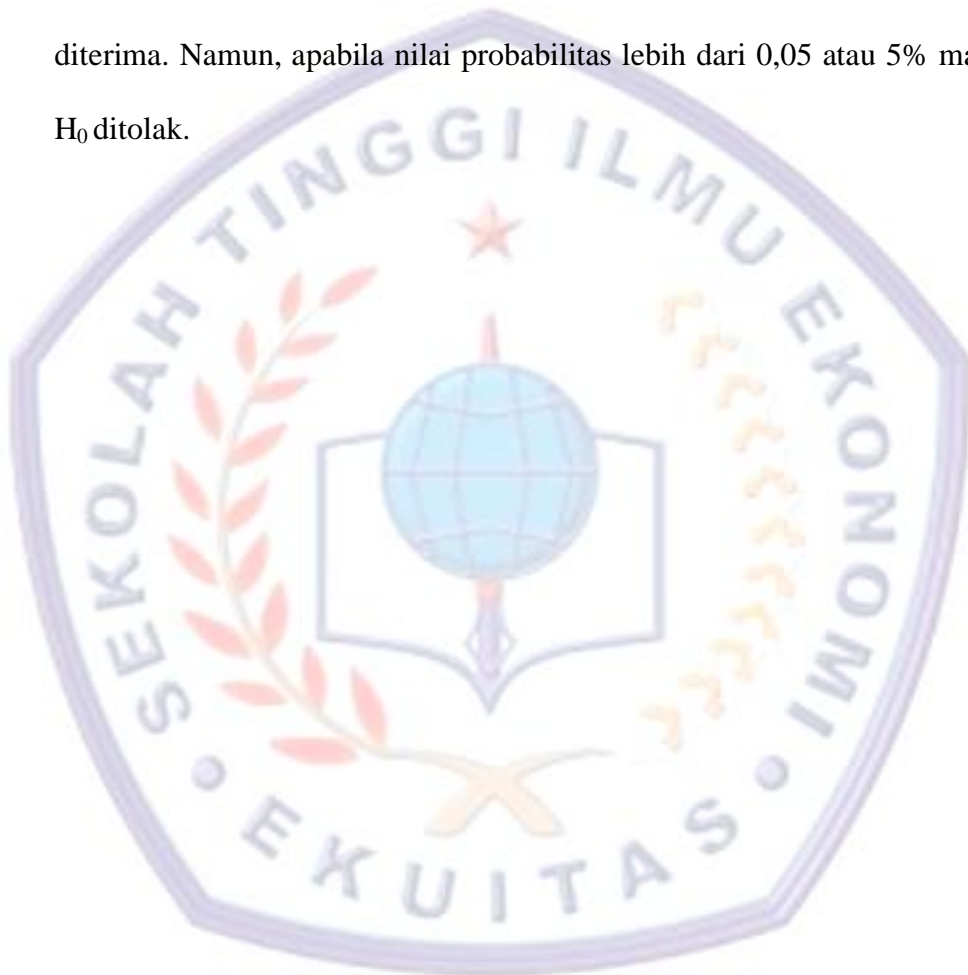 diterima. Namun, apabila nilai probabilitas lebih dari 0,05 atau 5% ma
H₀ ditolak.
SEKOLAH TINGGI ILMU EKONOMI
• EKUITAS •